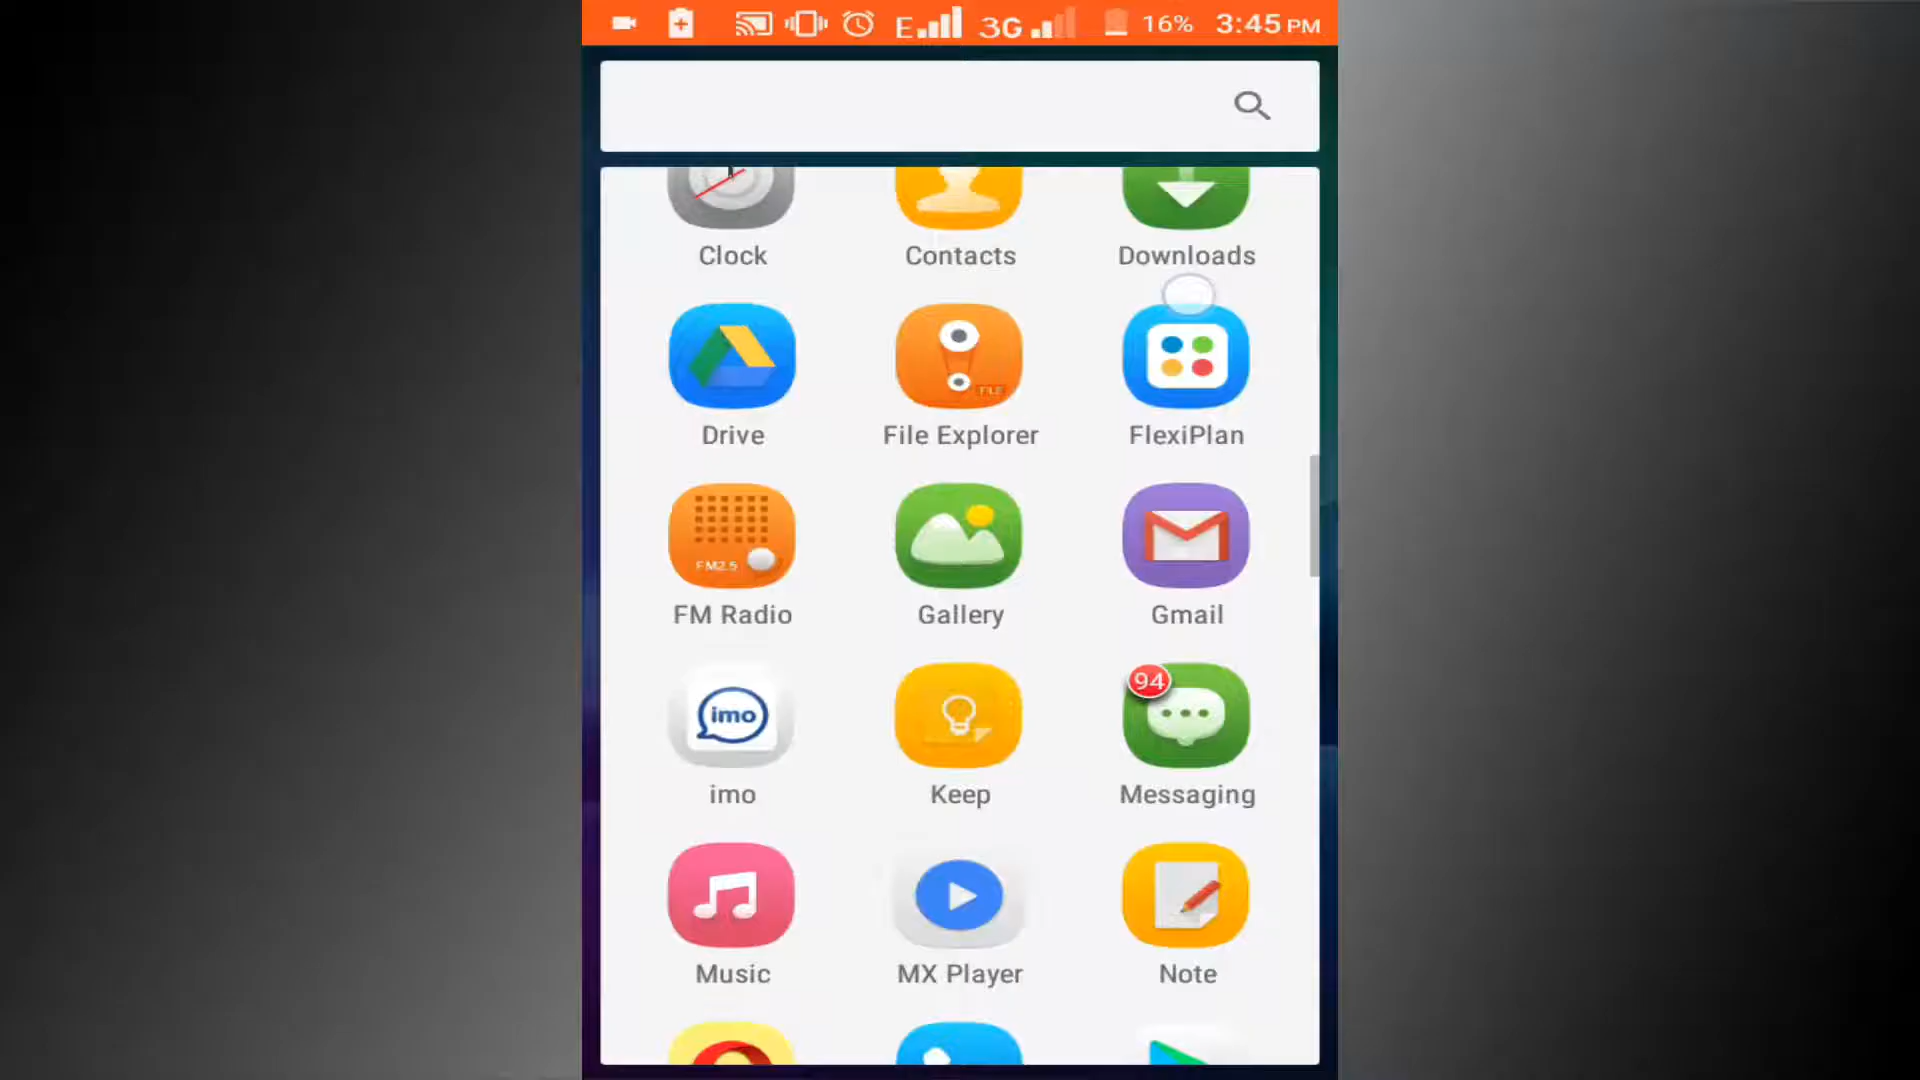 E 3G 16% 3:45 PM
Clock Contacts Downloads
FILE
Drive File Explorer FlexiPlan
FM2.5
FM Radio Gallery Gmail
94
imo
imo Keep Messaging
Music MX Player Note